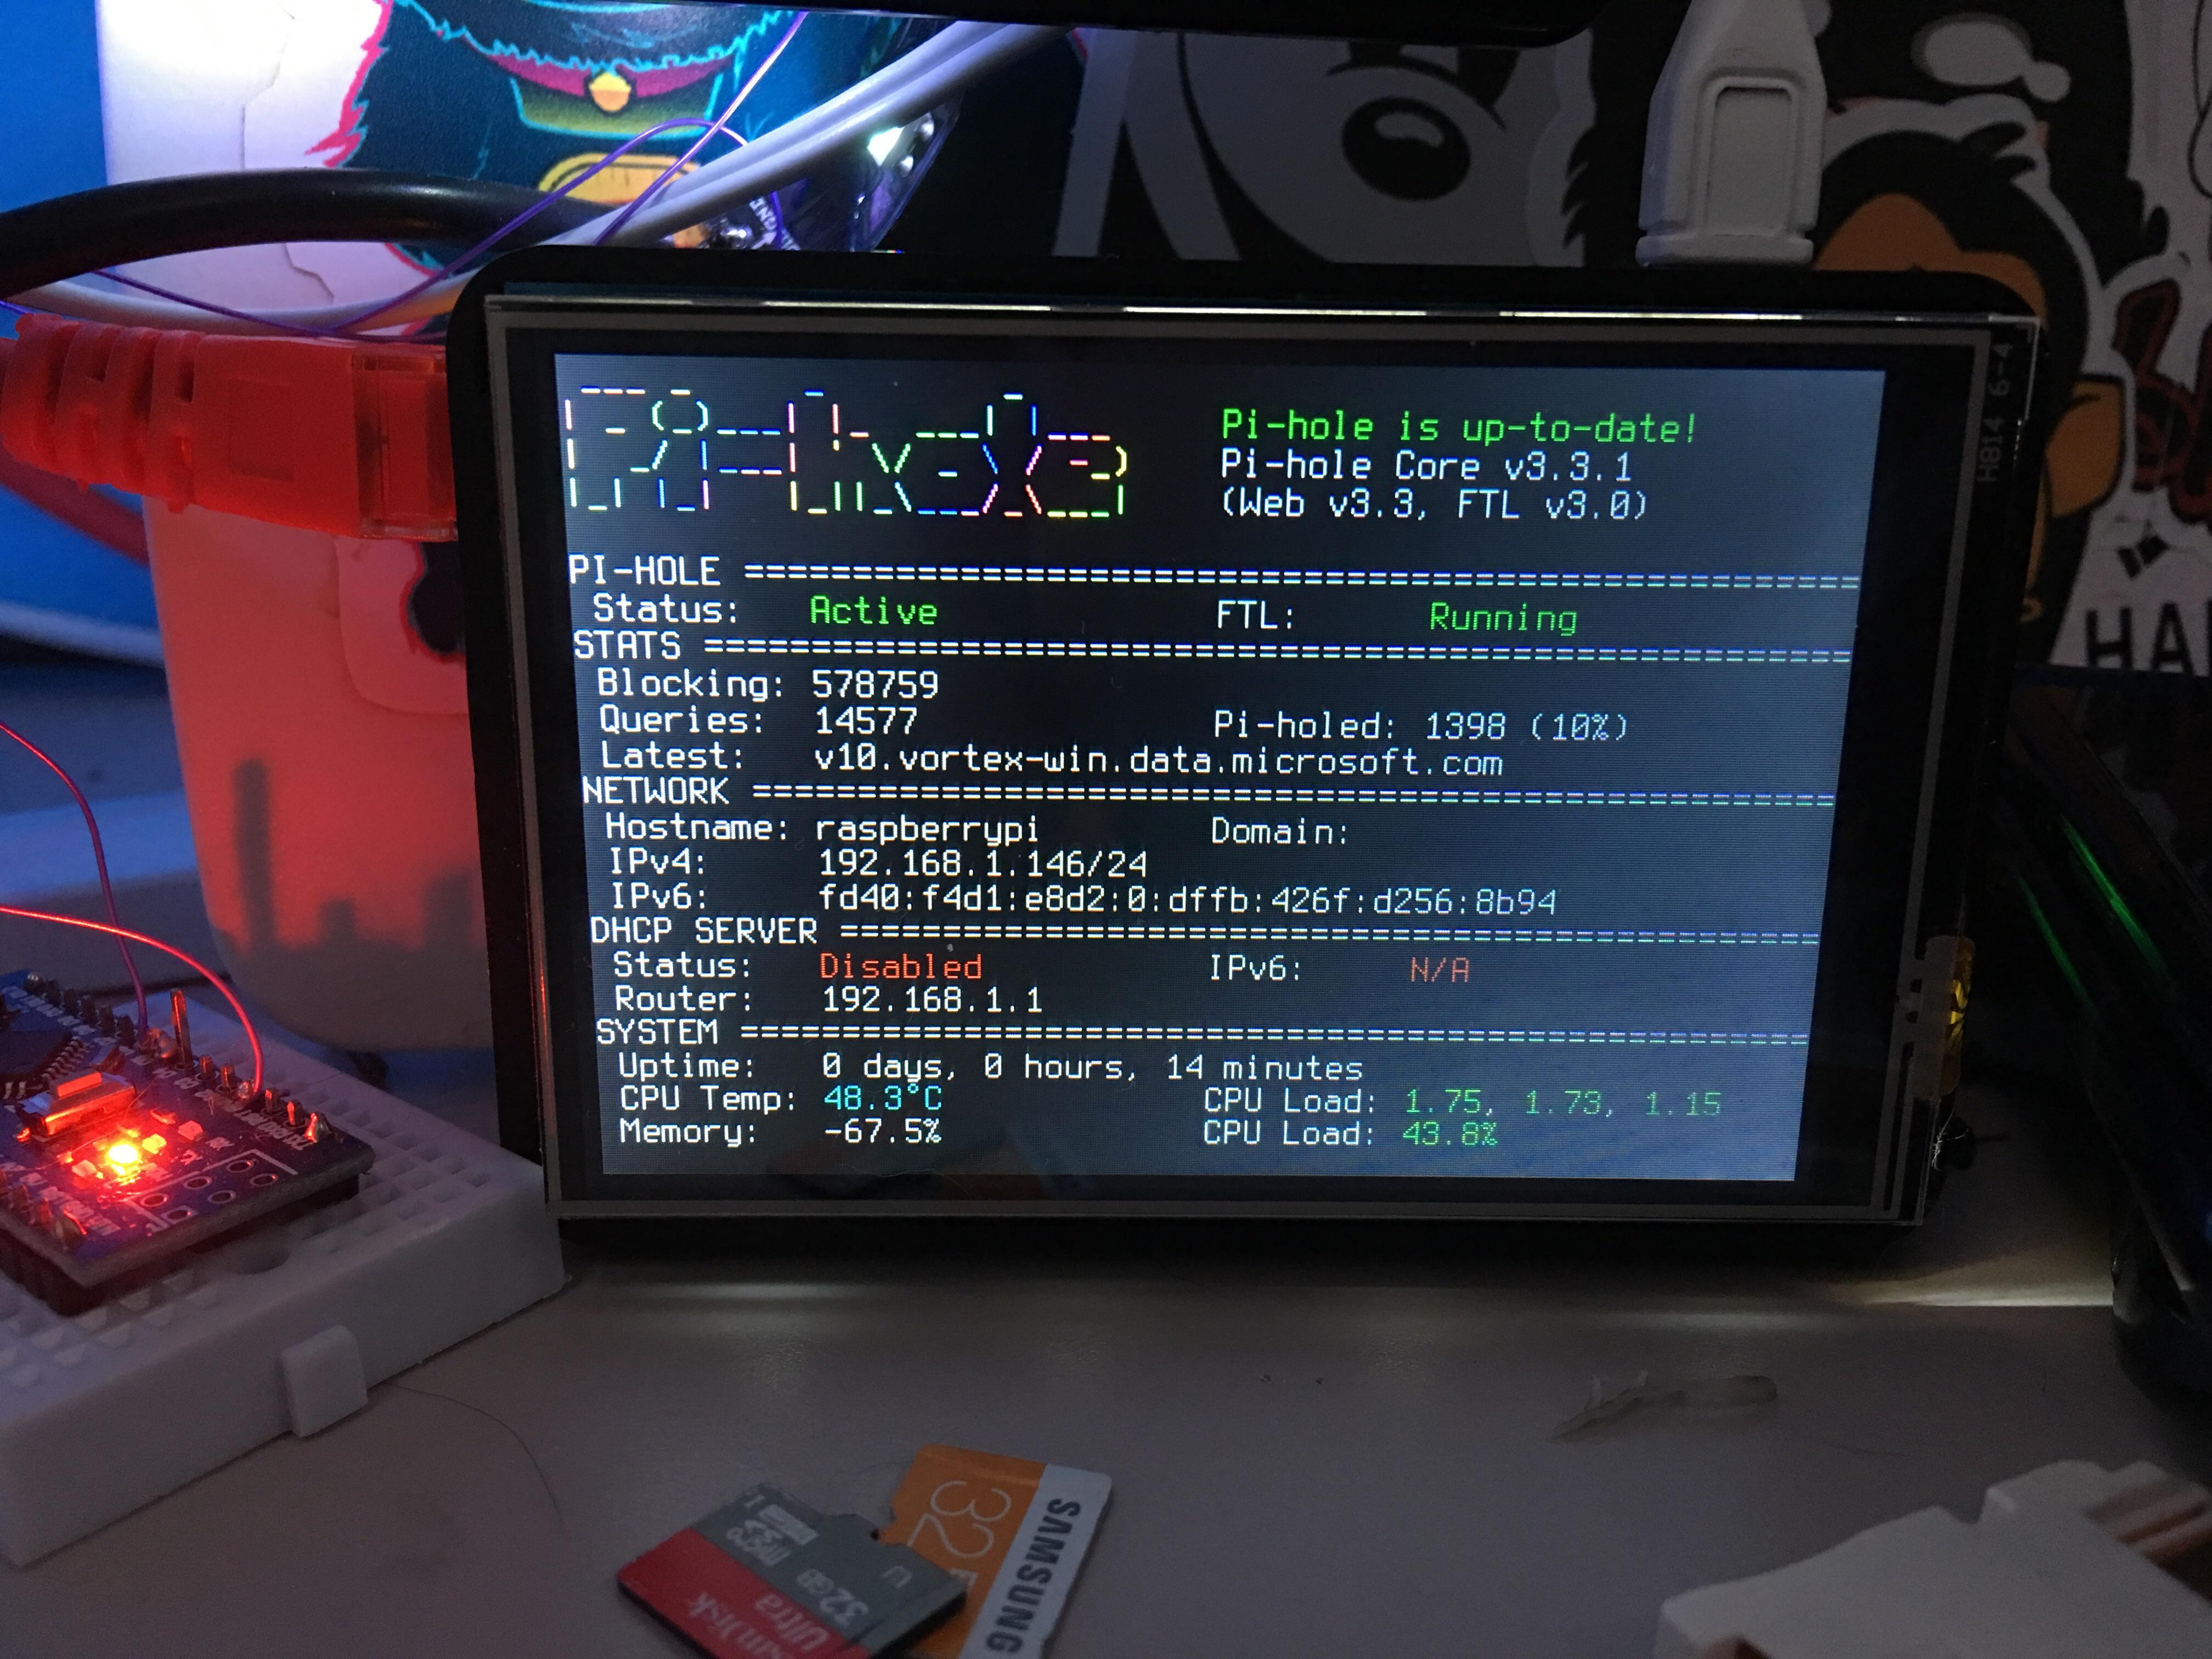 Pi-hole
Pi-hole is up-to-date!
Pi-hole Core v3.3.1
(Web v3.3, FTL v3.0)
PI-HOLE ==================================================
Status: Active FTL: Running
STATS ====================================================
Blocking: 578759
Queries: 14577 Pi-holed: 1398 (10%)
Latest: v10.vortex-win.data.microsoft.com
NETWORK ==================================================
Hostname: raspberrypi Domain:
IPv4: 192.168.1.146/24
IPv6: fd40:f4d1:e8d2:0:dffb:426f:d256:8b94
DHCP SERVER ==============================================
Status: Disabled IPv6: N/A
Router: 192.168.1.1
SYSTEM ===================================================
Uptime: 0 days, 0 hours, 14 minutes
CPU Temp: 48.3°C CPU Load: 1.75, 1.73, 1.15
Memory: -67.5% CPU Load: 43.8%
H814 6-4
HA
SAMSUNG
32
SanDisk
Ultra
32GB
micro